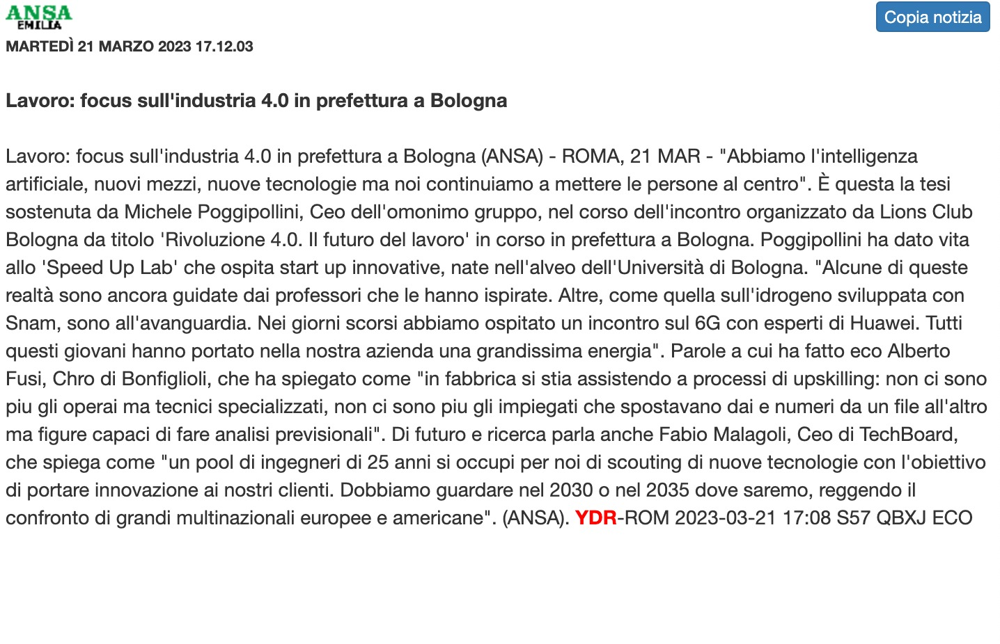 ANSA
EMILIA
Copia notizia
MARTEDÌ 21 MARZO 2023 17.12.03
Lavoro: focus sull'industria 4.0 in prefettura a Bologna
Lavoro: focus sull'industria 4.0 in prefettura a Bologna (ANSA) - ROMA, 21 MAR - "Abbiamo l'intelligenza
artificiale, nuovi mezzi, nuove tecnologie ma noi continuiamo a mettere le persone al centro". È questa la tesi
sostenuta da Michele Poggipollini, Ceo dell'omonimo gruppo, nel corso dell'incontro organizzato da Lions Club
Bologna da titolo 'Rivoluzione 4.0. Il futuro del lavoro' in corso in prefettura a Bologna. Poggipollini ha dato vita
allo 'Speed Up Lab' che ospita start up innovative, nate nell'alveo dell'Università di Bologna. "Alcune di queste
realtà sono ancora guidate dai professori che le hanno ispirate. Altre, come quella sull'idrogeno sviluppata con
Snam, sono all'avanguardia. Nei giorni scorsi abbiamo ospitato un incontro sul 6G con esperti di Huawei. Tutti
questi giovani hanno portato nella nostra azienda una grandissima energia". Parole a cui ha fatto eco Alberto
Fusi, Chro di Bonfiglioli, che ha spiegato come "in fabbrica si stia assistendo a processi di upskilling: non ci sono
piu gli operai ma tecnici specializzati, non ci sono piu gli impiegati che spostavano dai e numeri da un file all'altro
ma figure capaci di fare analisi previsionali". Di futuro e ricerca parla anche Fabio Malagoli, Ceo di TechBoard,
che spiega come "un pool di ingegneri di 25 anni si occupi per noi di scouting di nuove tecnologie con l'obiettivo
di portare innovazione ai nostri clienti. Dobbiamo guardare nel 2030 o nel 2035 dove saremo, reggendo il
confronto di grandi multinazionali europee e americane". (ANSA). YDR-ROM 2023-03-21 17:08 S57 QBXJ ECO